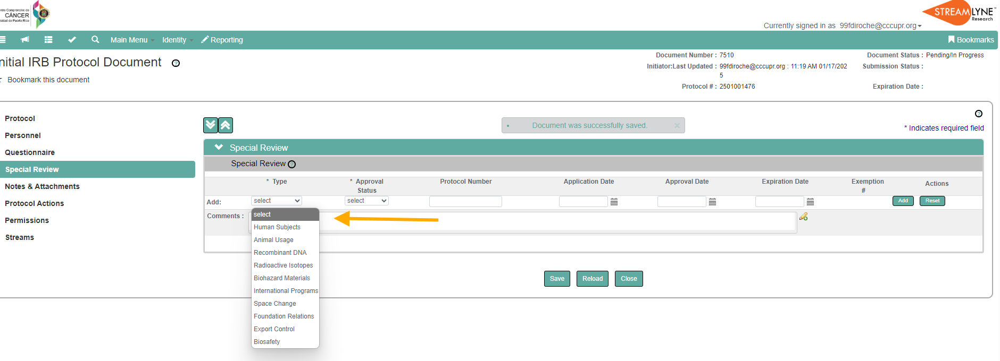 ntro Comprensivo de
CÁNCER
sidad de Puerto Rico
STREAMLYNE™
Research
Currently signed in as 99fdiroche@cccupr.org
Main Menu Identity Reporting Bookmarks
nitial IRB Protocol Document
Bookmark this document
Document Number : 7510 Document Status : Pending/In Progress
Initiator:Last Updated : 99fdiroche@cccupr.org : 11:19 AM 01/17/202 Submission Status :
5
Protocol # : 2501001476 Expiration Date :
Protocol
Personnel
Questionnaire
Special Review
Notes & Attachments
Protocol Actions
Permissions
Streams
Document was successfully saved.
* Indicates required field
Special Review
Special Review
* Type * Approval Protocol Number Application Date Approval Date Expiration Date Exemption Actions
Status #
Add: select select Add Reset
Comments :
select
Human Subjects
Animal Usage
Recombinant DNA
Radioactive Isotopes
Biohazard Materials
International Programs
Space Change
Foundation Relations
Export Control
Biosafety
Save Reload Close